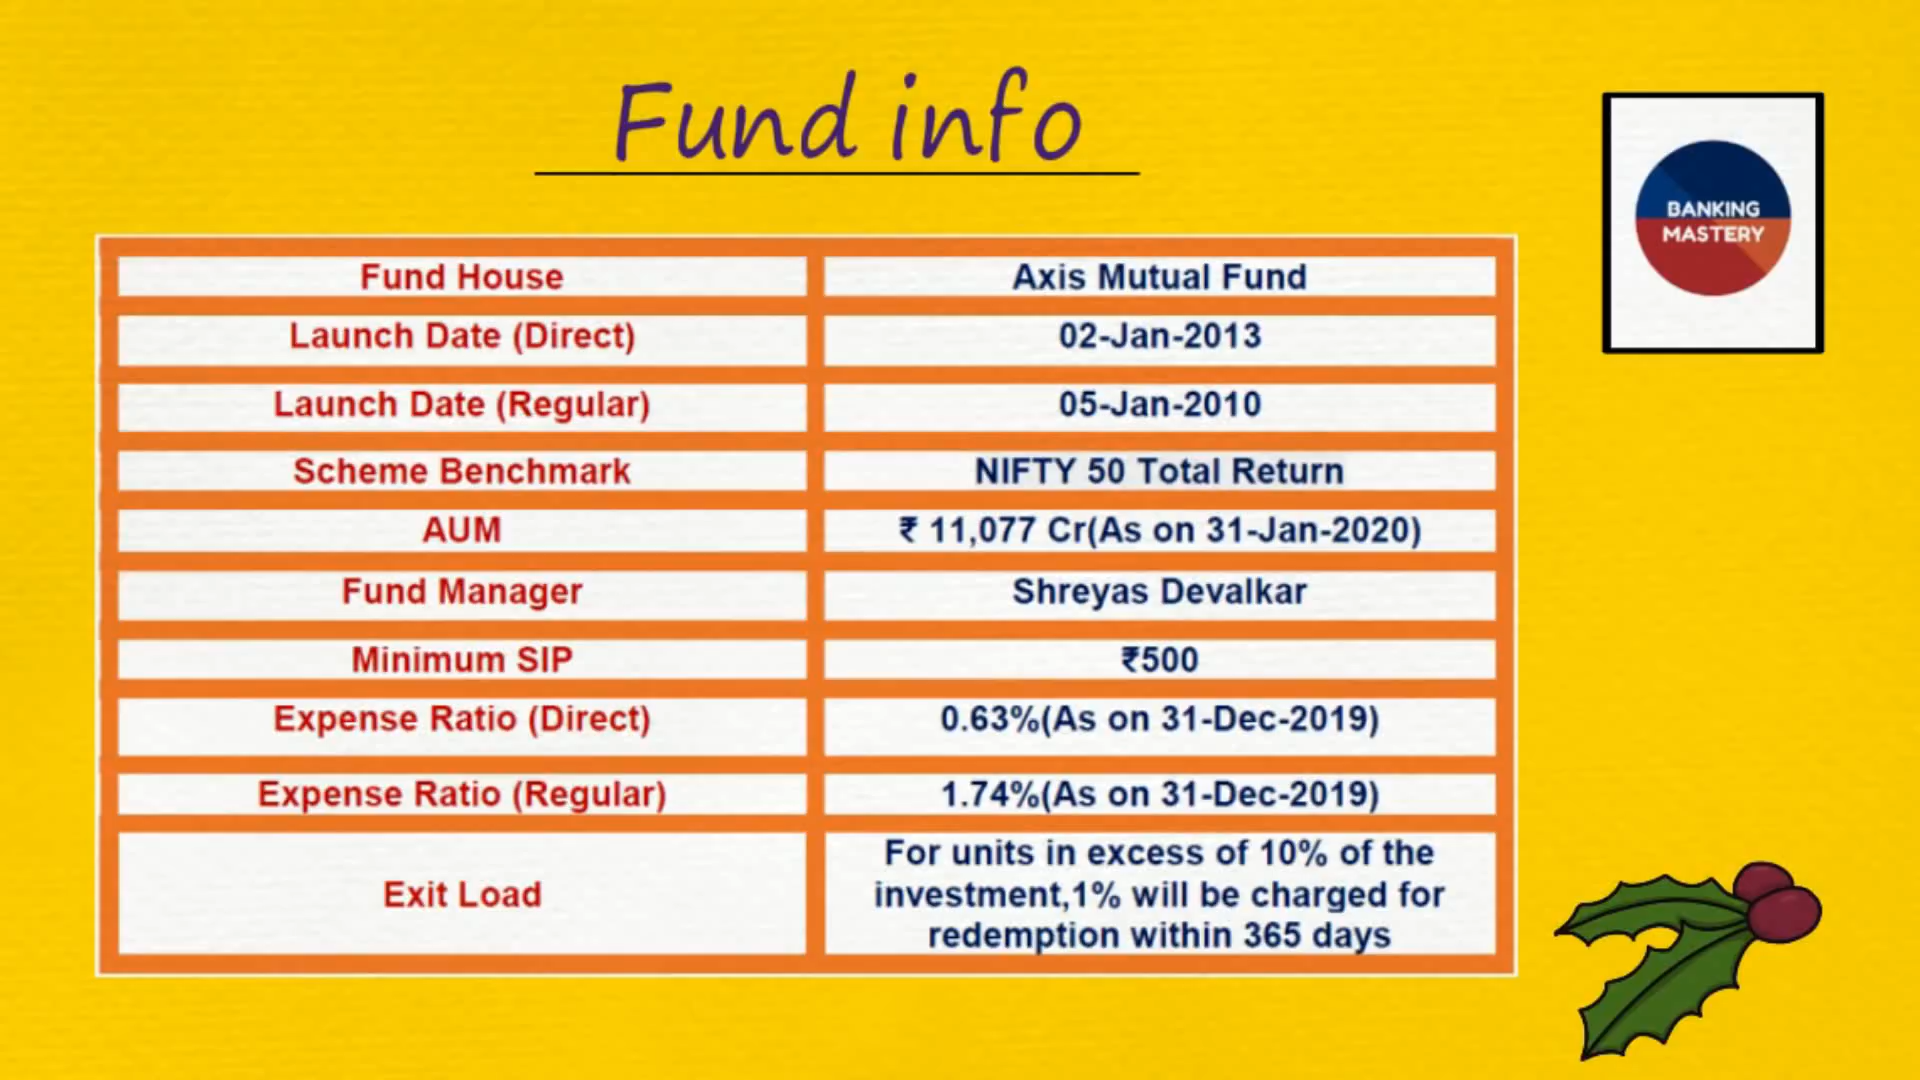 Fund info
BANKING
MASTERY
Fund House Axis Mutual Fund
Launch Date (Direct) 02-Jan-2013
Launch Date (Regular) 05-Jan-2010
Scheme Benchmark NIFTY 50 Total Return
AUM ₹ 11,077 Cr(As on 31-Jan-2020)
Fund Manager Shreyas Devalkar
Minimum SIP ₹500
Expense Ratio (Direct) 0.63%(As on 31-Dec-2019)
Expense Ratio (Regular) 1.74%(As on 31-Dec-2019)
Exit Load
For units in excess of 10% of the
investment,1% will be charged for
redemption within 365 days